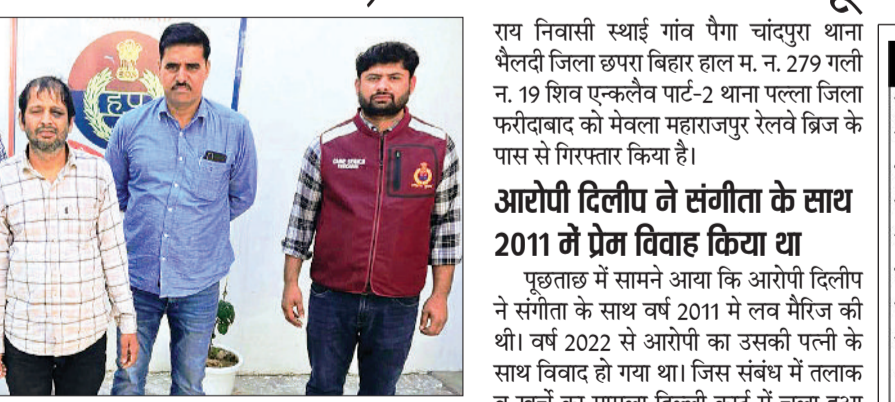 ह पु
राय निवासी स्थाई गांव पैगा चांदपुरा थाना
भैलदी जिला छपरा बिहार हाल म. न. 279 गली
न. 19 शिव एन्कलैव पार्ट-2 थाना पल्ला जिला
फरीदाबाद को मेवला महाराजपुर रेलवे ब्रिज के
पास से गिरफ्तार किया है।
आरोपी दिलीप ने संगीता के साथ
2011 में प्रेम विवाह किया था
पूछताछ में सामने आया कि आरोपी दिलीप
ने संगीता के साथ वर्ष 2011 मे लव मैरिज की
थी। वर्ष 2022 से आरोपी का उसकी पत्नी के
साथ विवाद हो गया था। जिस संबंध में तलाक